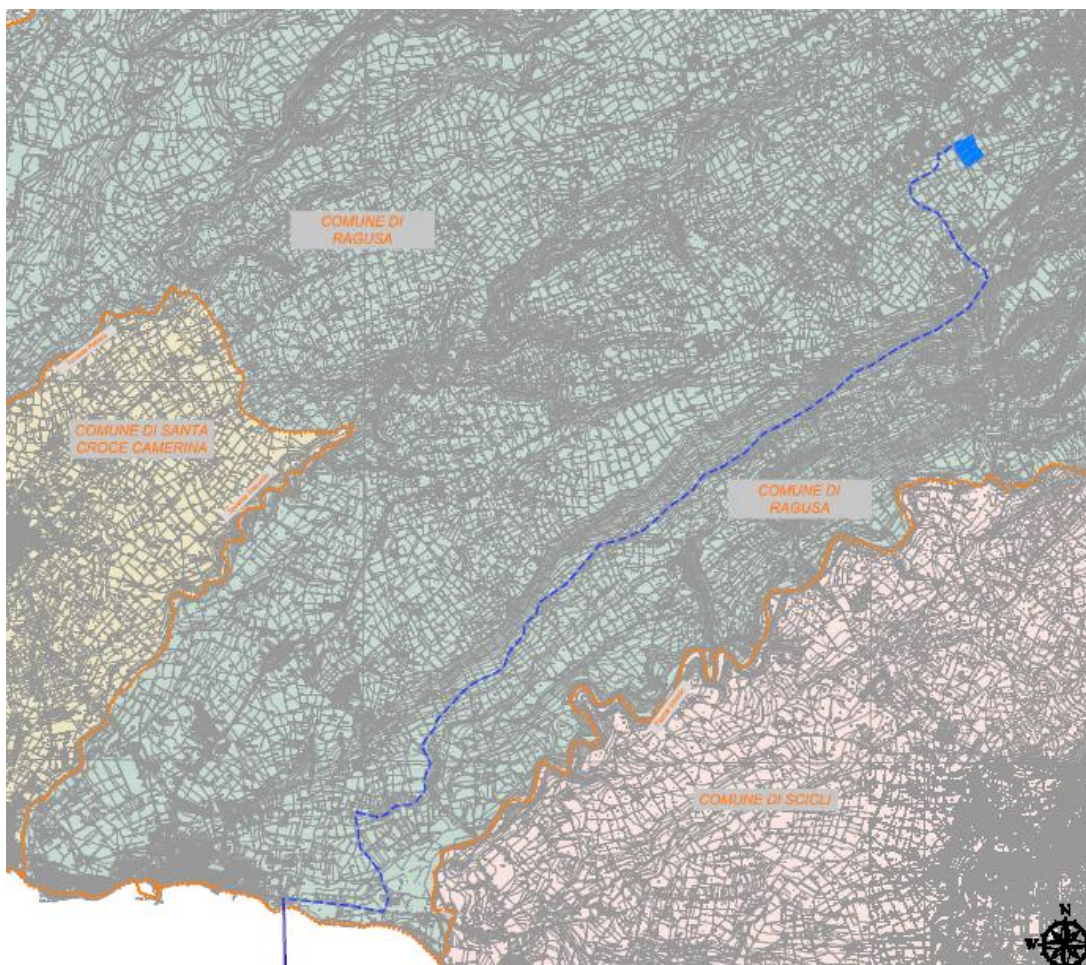 COMUNE DI
RAGUSA
COMUNE DI SANTA
CROCE CAMERINA
COMUNE DI
RAGUSA
COMUNE DI SCICLI
N
W